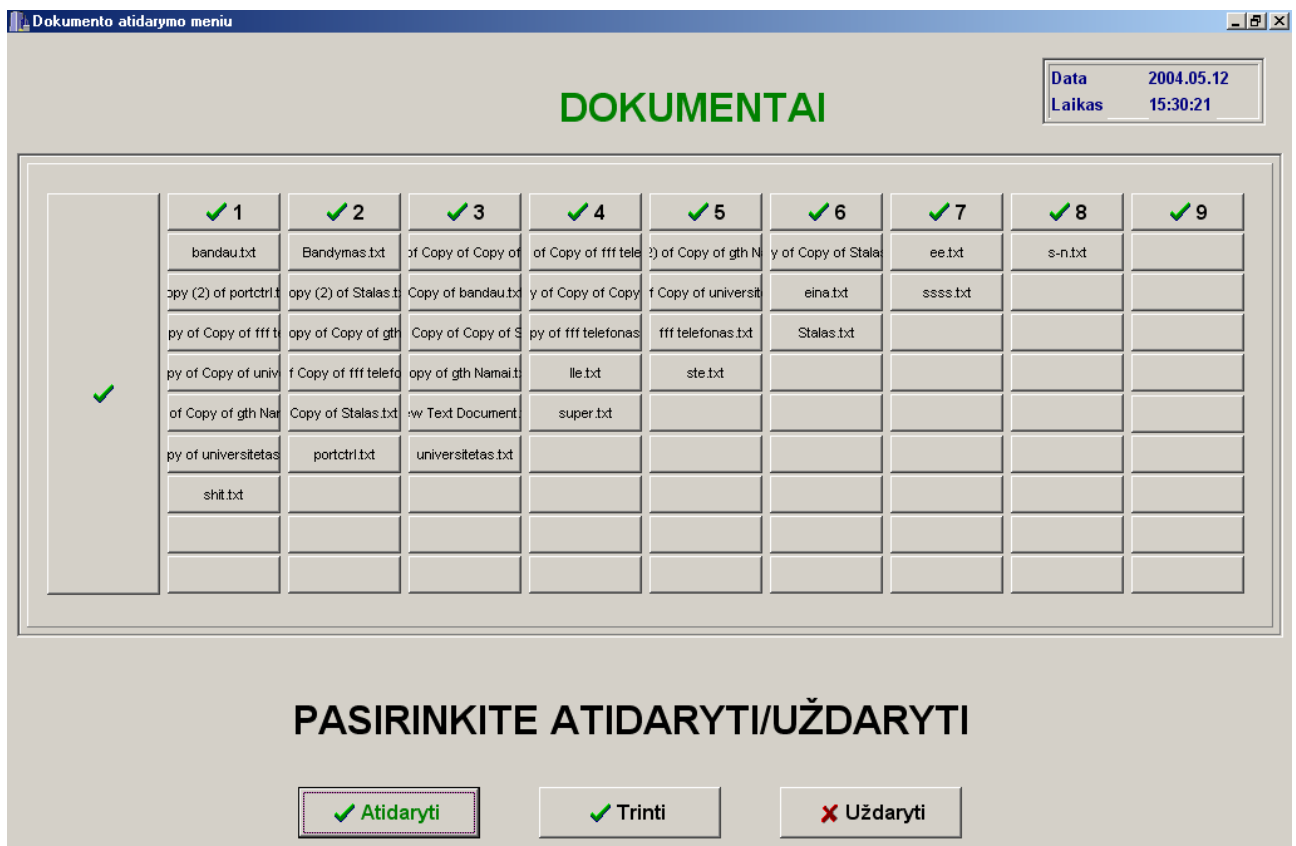 Dokumento atidarymo meniu
Data 2004.05.12
Laikas 15:30:21
DOKUMENTAI
1 2 3 4 5 6 7 8 9
bandau.txt Bandymas.txt of Copy of Copy of of Copy of fff tele 2) of Copy of gth N y of Copy of Stala ee.txt s-n.txt
opy (2) of portctrl.t opy (2) of Stalas.t Copy of bandau.txt y of Copy of Copy f Copy of universit eina.txt ssss.txt
py of Copy of fff t opy of Copy of gth Copy of Copy of S py of fff telefonas fff telefonas.txt Stalas.txt
py of Copy of univ f Copy of fff telefo opy of gth Namai.t lle.txt ste.txt
of Copy of gth Nar Copy of Stalas.txt ew Text Document. super.txt
py of universitetas portctrl.txt universitetas.txt
shit.txt
PASIRINKITE ATIDARYTI/UŽDARYTI
Atidaryti Trinti Uždaryti